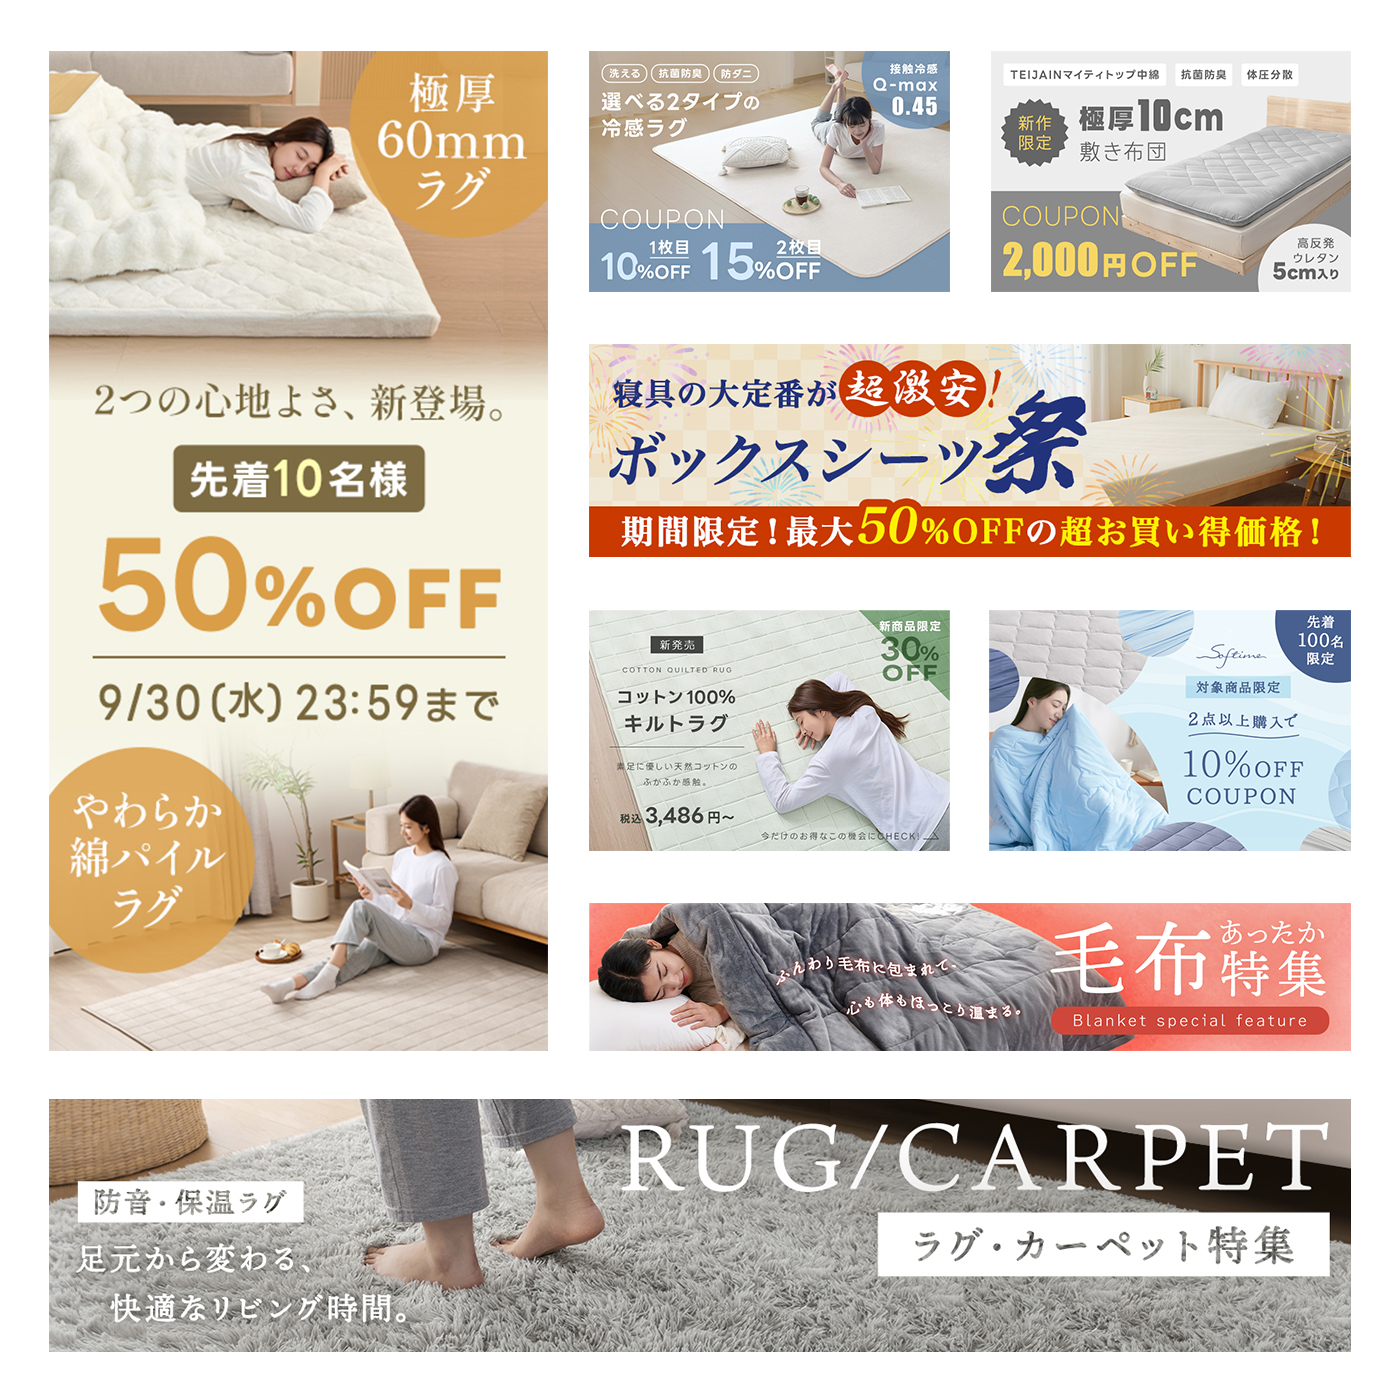 極厚
60mm
ラグ
2つの心地よさ、新登場。
先着10名様
50%OFF
9/30(水) 23:59まで
やわらか
綿パイル
ラグ
洗える 抗菌防臭 防ダニ
選べる2タイプの
冷感ラグ
接触冷感
Q-max
0.45
COUPON
1枚目
10%OFF
2枚目
15%OFF
TEIJAINマイティトップ中綿 抗菌防臭 体圧分散
新作
限定
極厚10cm
敷き布団
COUPON
2,000円OFF
高反発
ウレタン
5cm入り
寝具の大定番が超激安!
ボックスシーツ祭
期間限定!最大50%OFFの超お買い得価格!
新商品限定
30%
OFF
新発売
COTTON QUILTED RUG
コットン100%
キルトラグ
素足に優しい天然コットンの
ふかふか感触。
税込3,486円〜
今だけのお得なこの機会にCHECK!
先着
100名
限定
Softime
対象商品限定
2点以上購入で
10%OFF
COUPON
ふんわり毛布に包まれて、
心も体もほっこり温まる。
毛布あったか特集
Blanket special feature
RUG/CARPET
ラグ・カーペット特集
防音・保温ラグ
足元から変わる、
快適なリビング時間。